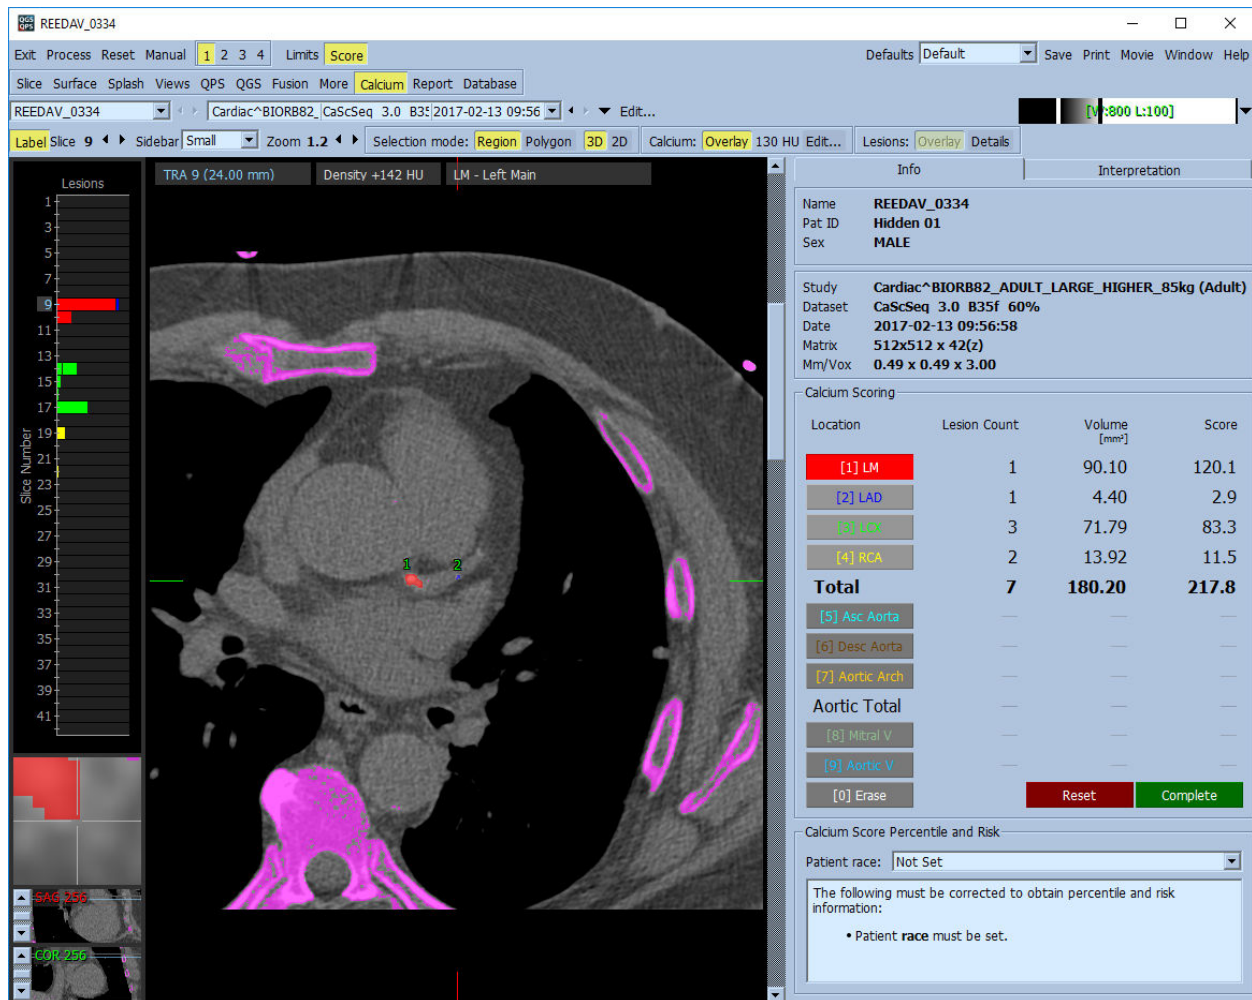 QGS QPS REEDAV_0334
Exit Process Reset Manual 1 2 3 4 Limits Score Defaults Default Save Print Movie Window Help
Slice Surface Splash Views QPS QGS Fusion More Calcium Report Database
REEDAV_0334 Cardiac^BIORB82_ CaScSeq 3.0 B35f 2017-02-13 09:56 Edit... [W:800 L:100]
Label Slice 9 Sidebar Small Zoom 1.2 Selection mode: Region Polygon 3D 2D Calcium: Overlay 130 HU Edit... Lesions: Overlay Details
Lesions
TRA 9 (24.00 mm) Density +142 HU LM - Left Main
1
3
5
7
9
11
13
15
17
19
21
23
25
27
29
31
33
35
37
39
41
Slice Number
1 2
SAG 256
COR 256
Info Interpretation
Name REEDAV_0334
Pat ID Hidden 01
Sex MALE
Study Cardiac^BIORB82_ADULT_LARGE_HIGHER_85kg (Adult)
Dataset CaScSeq 3.0 B35f 60%
Date 2017-02-13 09:56:58
Matrix 512x512 x 42(z)
Mm/Vox 0.49 x 0.49 x 3.00
Calcium Scoring
Location Lesion Count Volume Score
[mm³]
[1] LM 1 90.10 120.1
[2] LAD 1 4.40 2.9
[3] LCX 3 71.79 83.3
[4] RCA 2 13.92 11.5
Total 7 180.20 217.8
[5] Asc Aorta — — —
[6] Desc Aorta — — —
[7] Aortic Arch — — —
Aortic Total — — —
[8] Mitral V — — —
[9] Aortic V — — —
[0] Erase Reset Complete
Calcium Score Percentile and Risk
Patient race: Not Set
The following must be corrected to obtain percentile and risk
information:
• Patient race must be set.